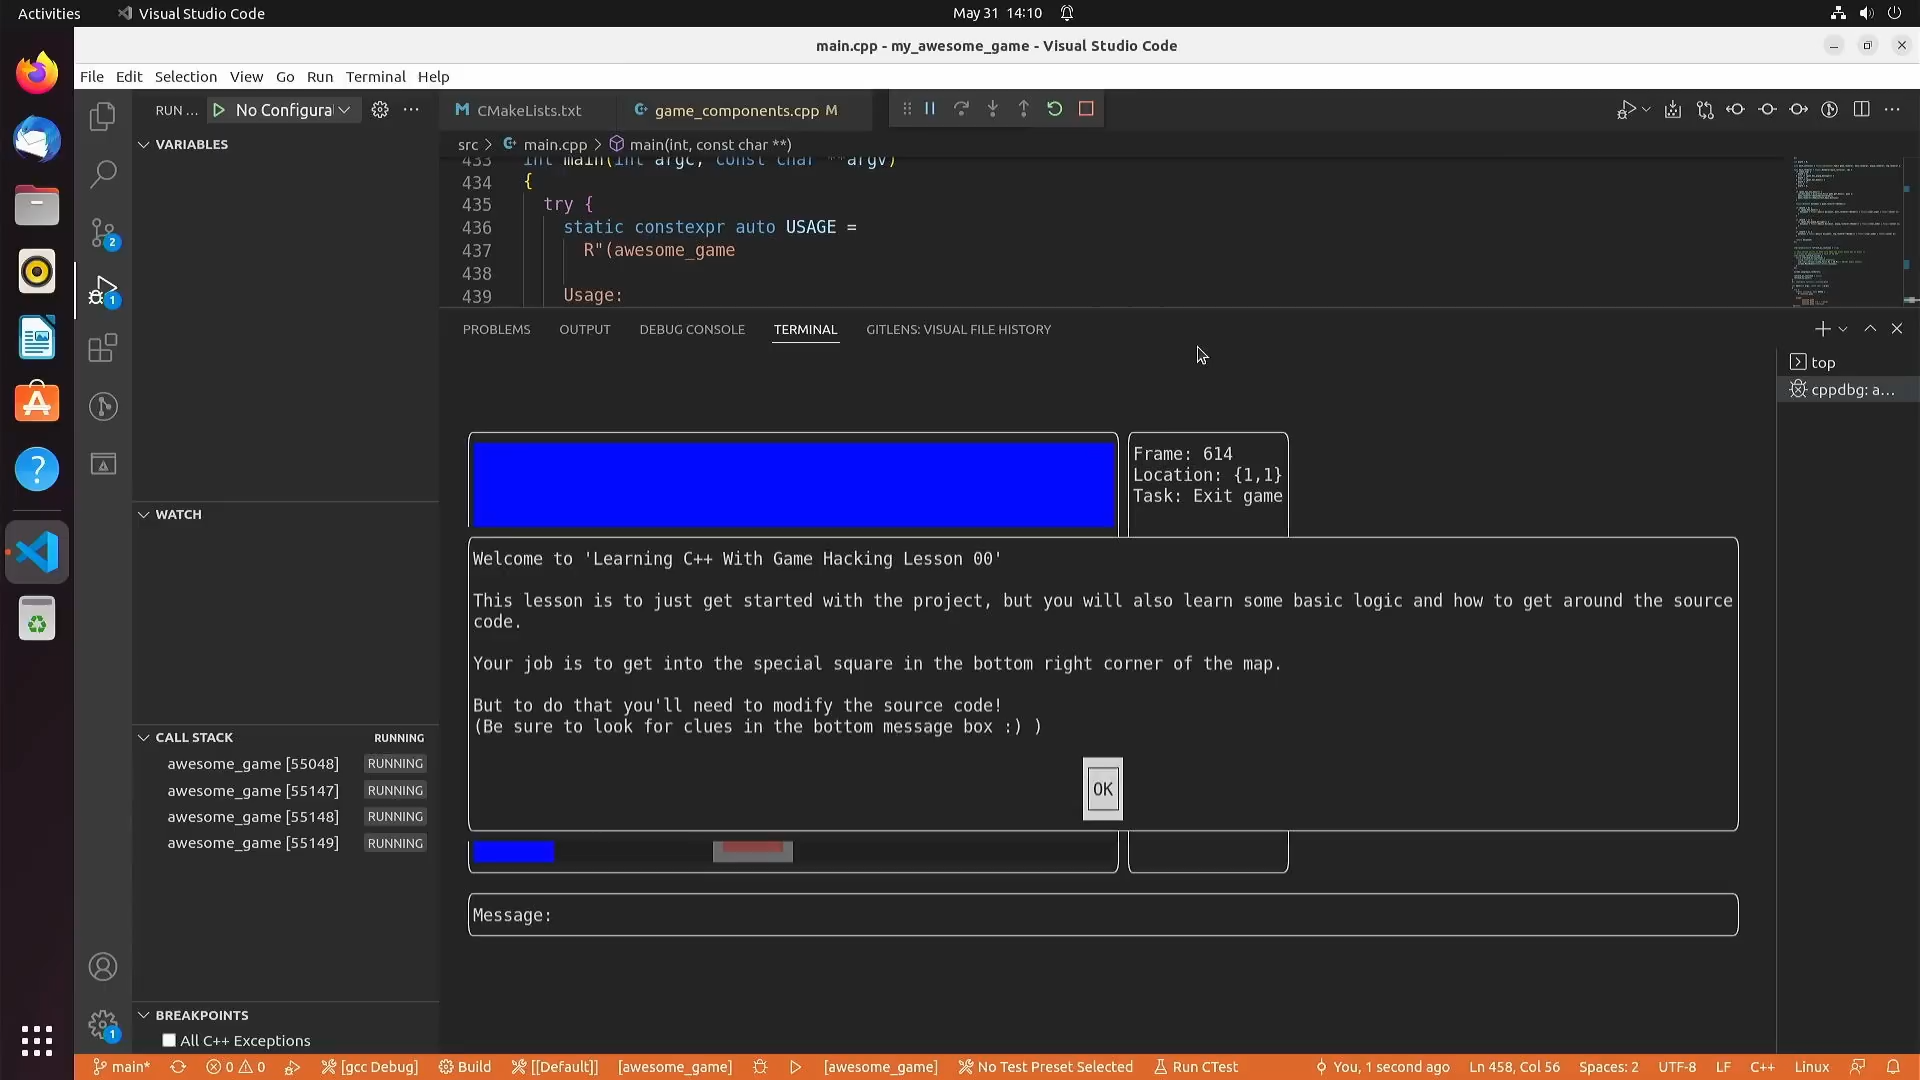 Activities
Visual Studio Code
May 31 14:10
main.cpp - my_awesome_game - Visual Studio Code
File Edit Selection View Go Run Terminal Help
RUN ...
No Configura
CMakeLists.txt
game_components.cpp M
VARIABLES
src > main.cpp > main(int, const char **)
433 int main(int argc, const char **argv)
434 {
435 try {
436 static constexpr auto USAGE =
437 R"(awesome_game
438
439 Usage:
PROBLEMS OUTPUT DEBUG CONSOLE TERMINAL GITLENS: VISUAL FILE HISTORY
top
cppdbg: a...
Frame: 614
Location: {1,1}
Task: Exit game
WATCH
Welcome to 'Learning C++ With Game Hacking Lesson 00'
This lesson is to just get started with the project, but you will also learn some basic logic and how to get around the source
code.
Your job is to get into the special square in the bottom right corner of the map.
But to do that you'll need to modify the source code!
(Be sure to look for clues in the bottom message box :) )
OK
Message:
CALL STACK RUNNING
awesome_game [55048] RUNNING
awesome_game [55147] RUNNING
awesome_game [55148] RUNNING
awesome_game [55149] RUNNING
BREAKPOINTS
All C++ Exceptions
2
1
1
main* 0 0 [gcc Debug] Build [[Default]] [awesome_game] [awesome_game] No Test Preset Selected Run CTest You, 1 second ago Ln 458, Col 56 Spaces: 2 UTF-8 LF C++ Linux